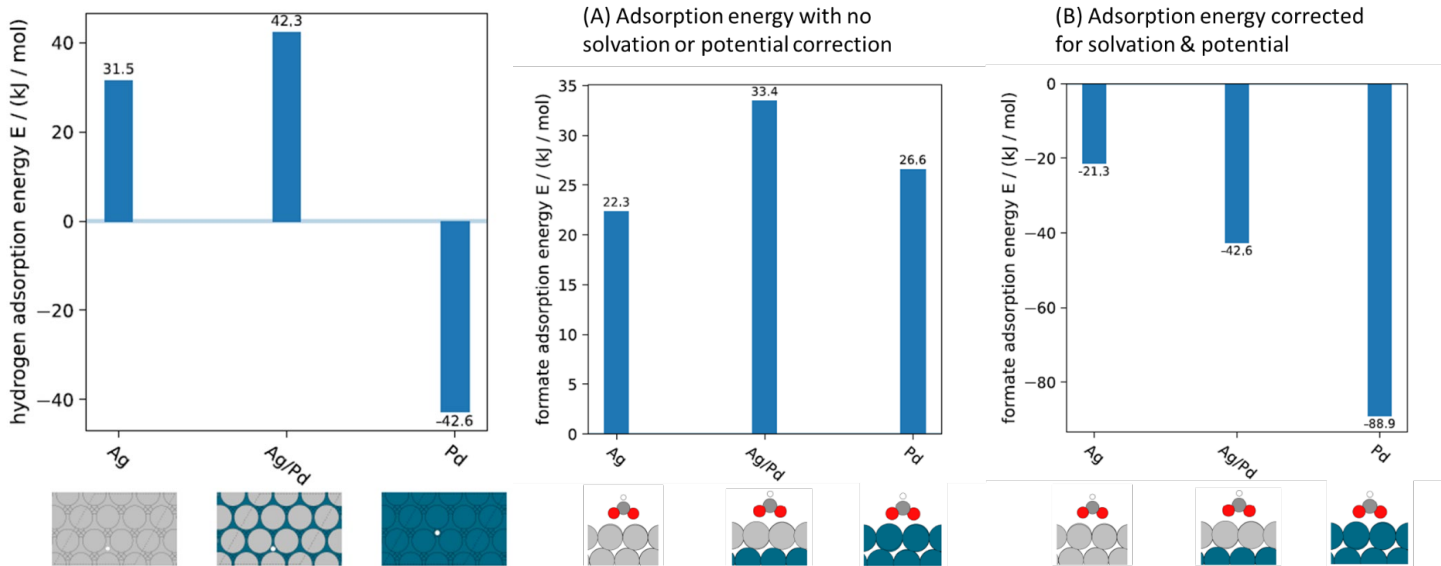 hydrogen adsorption energy E / (kJ / mol)
40
20
0
−20
−40
31.5
42.3
-42.6
Ag
Ag/Pd
Pd
(A) Adsorption energy with no
solvation or potential correction
formate adsorption energy E / (kJ / mol)
35
30
25
20
15
10
5
0
22.3
33.4
26.6
Ag
Ag/Pd
Pd
(B) Adsorption energy corrected
for solvation & potential
formate adsorption energy E / (kJ / mol)
0
−20
−40
−60
−80
-21.3
-42.6
-88.9
Ag
Ag/Pd
Pd